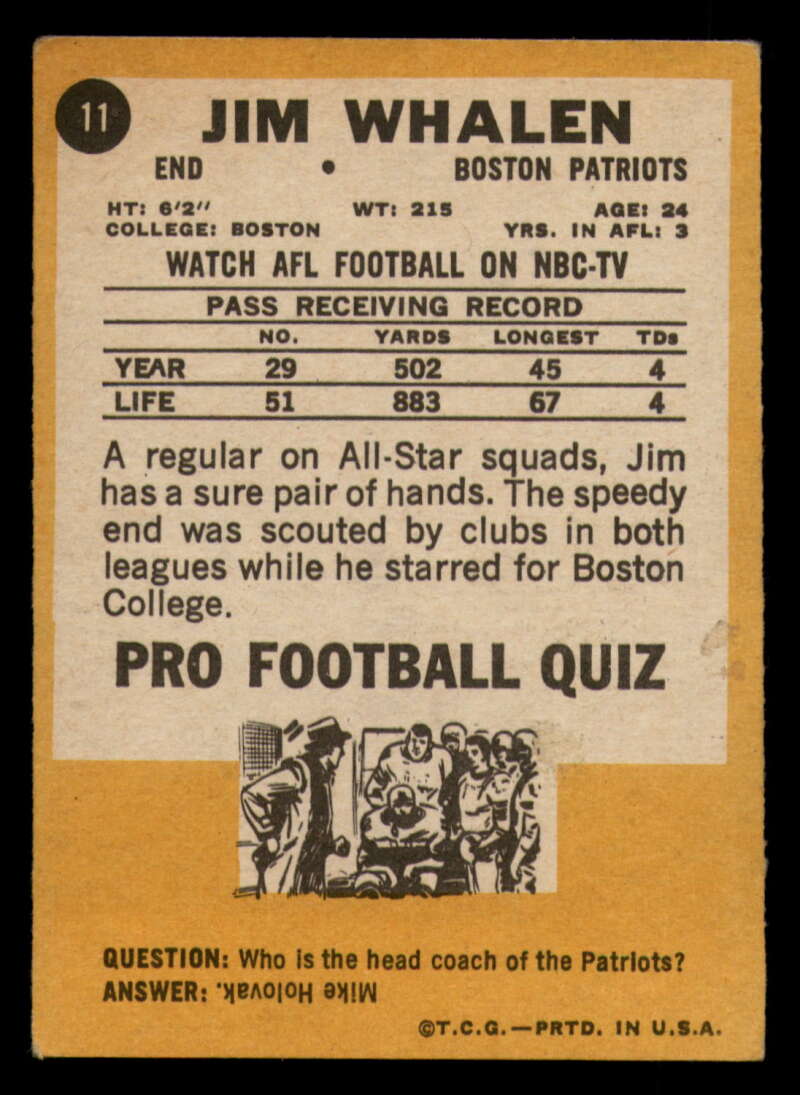 11
JIM WHALEN
END • BOSTON PATRIOTS
HT: 6'2" WT: 215 AGE: 24
COLLEGE: BOSTON YRS. IN AFL: 3
WATCH AFL FOOTBALL ON NBC-TV
PASS RECEIVING RECORD
NO. YARDS LONGEST TDs
YEAR 29 502 45 4
LIFE 51 883 67 4
A regular on All-Star squads, Jim
has a sure pair of hands. The speedy
end was scouted by clubs in both
leagues while he starred for Boston
College.
PRO FOOTBALL QUIZ
QUESTION: Who is the head coach of the Patriots?
ANSWER: Mike Holovak.
©T.C.G.—PRTD. IN U.S.A.